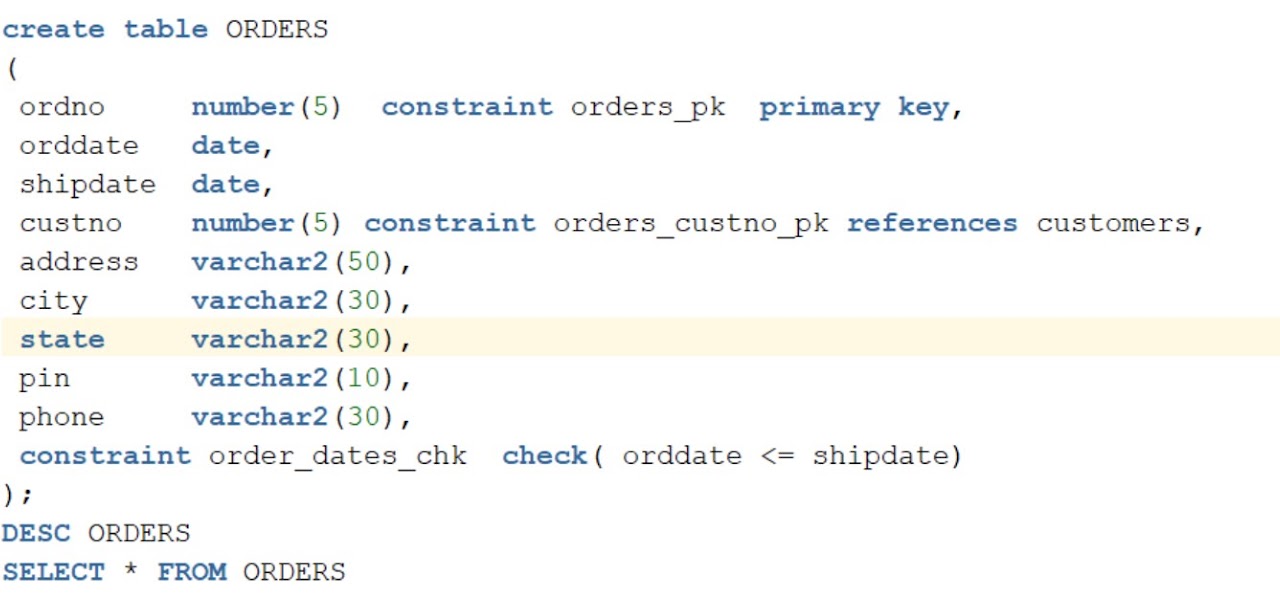 create table ORDERS
(
ordno number(5) constraint orders_pk primary key,
orddate date,
shipdate date,
custno number(5) constraint orders_custno_pk references customers,
address varchar2(50),
city varchar2(30),
state varchar2(30),
pin varchar2(10),
phone varchar2(30),
constraint order_dates_chk check( orddate <= shipdate)
);
DESC ORDERS
SELECT * FROM ORDERS